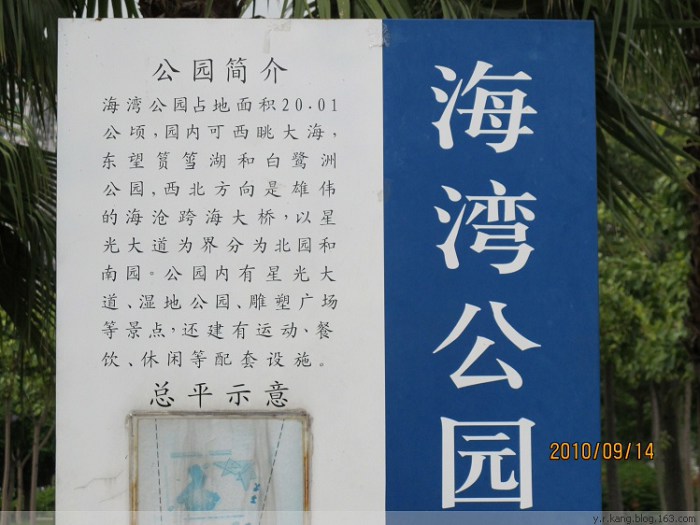 公园简介
海湾公园占地面积20.01
公顷，园内可西眺大海，
东望筼筜湖和白鹭洲
公园，西北方向是雄伟
的海沧跨海大桥，以星
光大道为界分为北园和
南园。公园内有星光大
道、湿地公园、雕塑广场
等景点，还建有运动、餐
饮、休闲等配套设施。
总平示意
海湾公园
2010/09/14
y.r.kang.blog.163.com